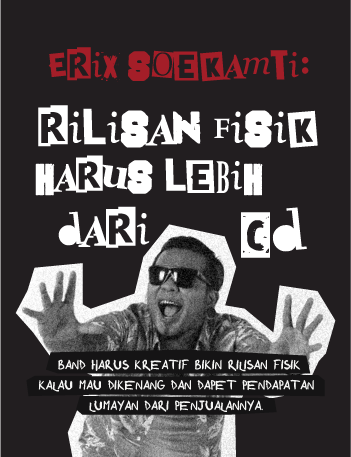 ERiX SOEKAMTi:
RiLiSAN FiSiK
HARUS LEBiH
dARi Cd
BAND HARUS KREATIF BIKIN RILISAN FISIK
KALAU MAU DIKENANG DAN DAPET PENDAPATAN
LUMAYAN DARI PENJUALANNYA.